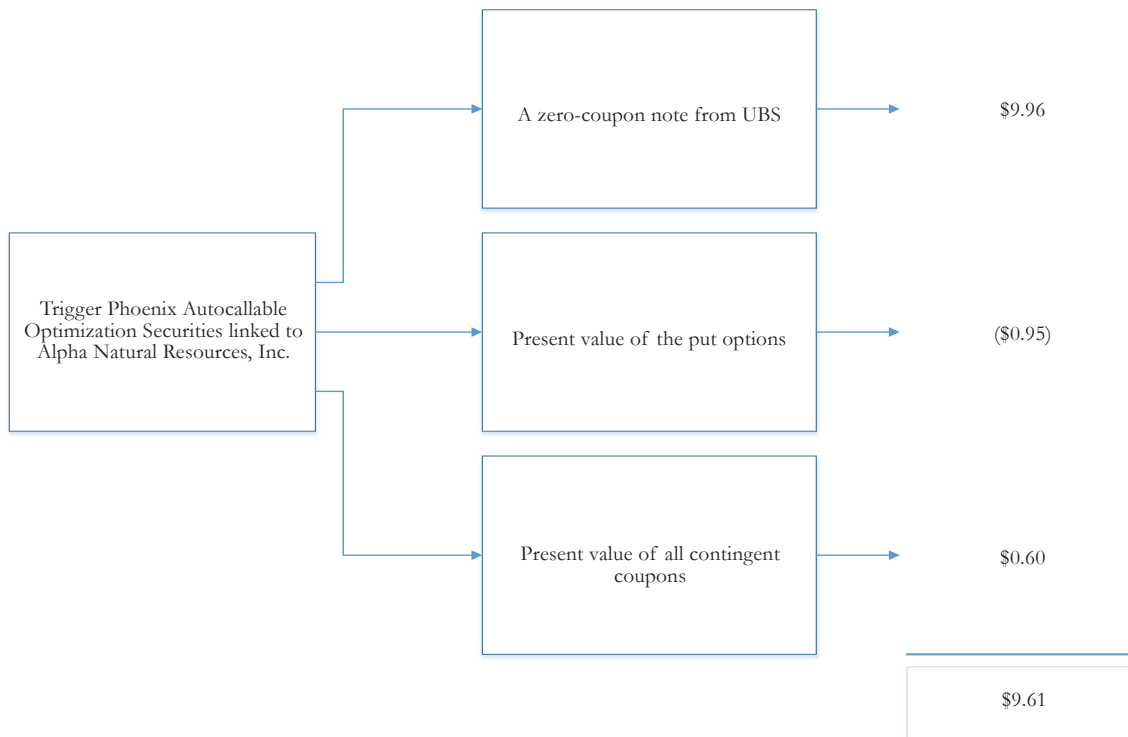 A zero-coupon note from UBS
$9.96
Trigger Phoenix Autocallable
Optimization Securities linked to
Alpha Natural Resources, Inc.
Present value of the put options
($0.95)
Present value of all contingent
coupons
$0.60
$9.61